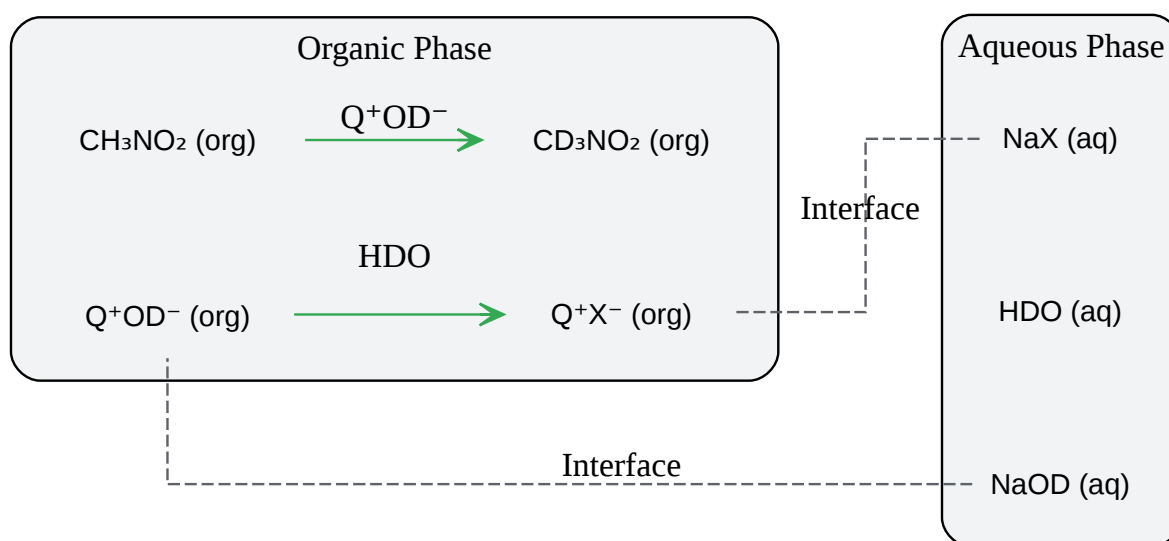 Organic Phase
Aqueous Phase
Q⁺OD⁻
CH₃NO₂ (org)
CD₃NO₂ (org)
NaX (aq)
Interface
HDO
Q⁺OD⁻ (org)
Q⁺X⁻ (org)
HDO (aq)
Interface
NaOD (aq)